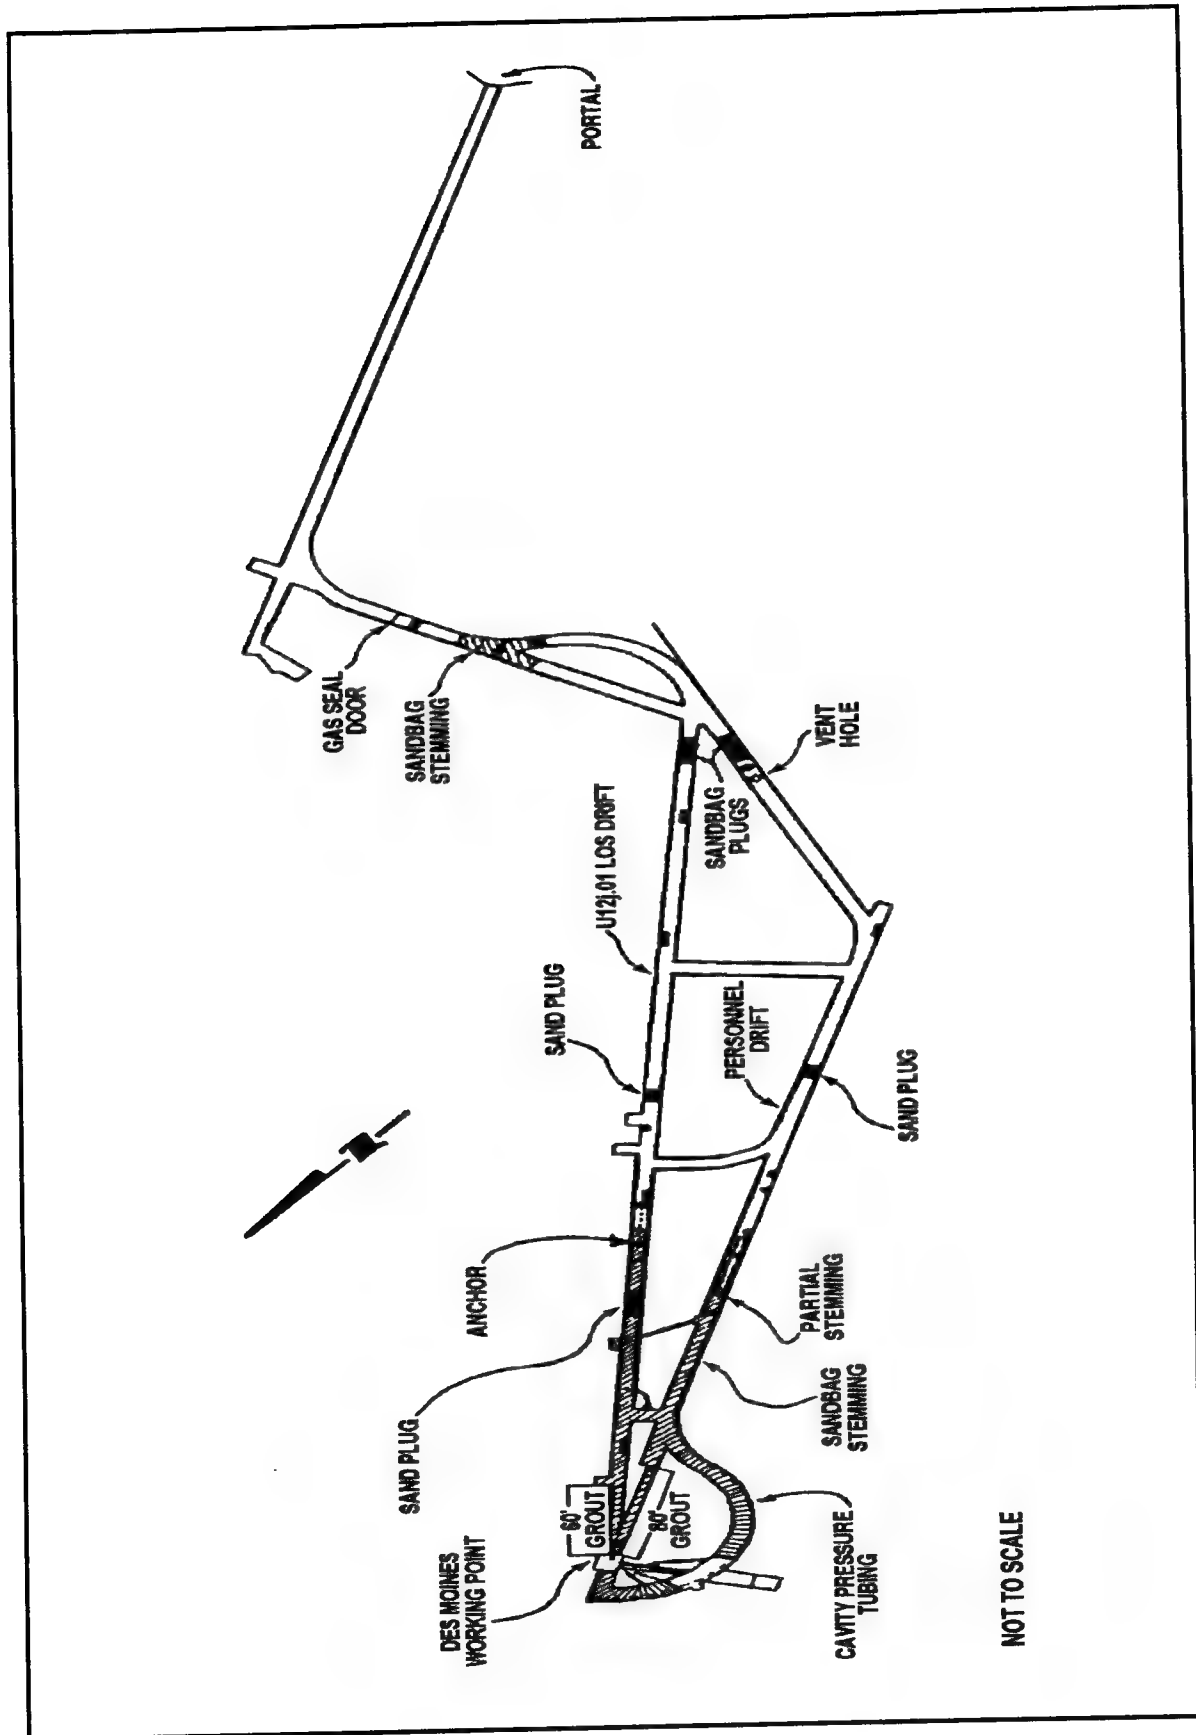 PORTAL
GAS SEAL
DOOR
SANDBAG
STEMMING
VENT
HOLE
SANDBAG
PLUGS
U12j.01 LOS DRIFT
SAND PLUG
PERSONNEL
DRIFT
SAND PLUG
ANCHOR
PARTIAL
STEMMING
SAND PLUG
SANDBAG
STEMMING
60'
GROUT
80'
GROUT
DES MOINES
WORKING POINT
CAVITY PRESSURE
TUBING
NOT TO SCALE